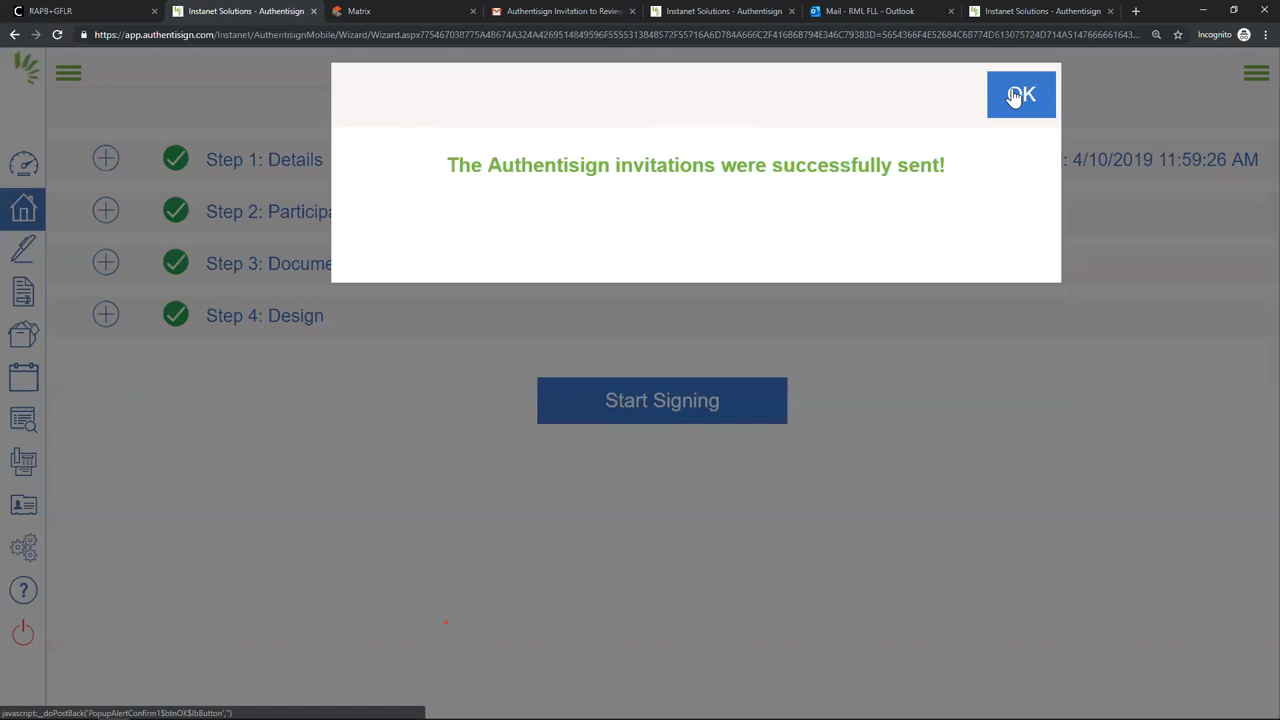 RAPB+GFLR
Instanet Solutions - Authentisign
Matrix
Authentisign Invitation to Review
Instanet Solutions - Authentisign
Mail - RML FLL - Outlook
Instanet Solutions - Authentisign
Incognito
OK
The Authentisign invitations were successfully sent!
Step 1: Details
: 4/10/2019 11:59:26 AM
Step 2: Participa
Step 3: Docume
Step 4: Design
Start Signing
?
javascript:__doPostBack('PopupAlertConfirm1$btnOK$lbButton','')